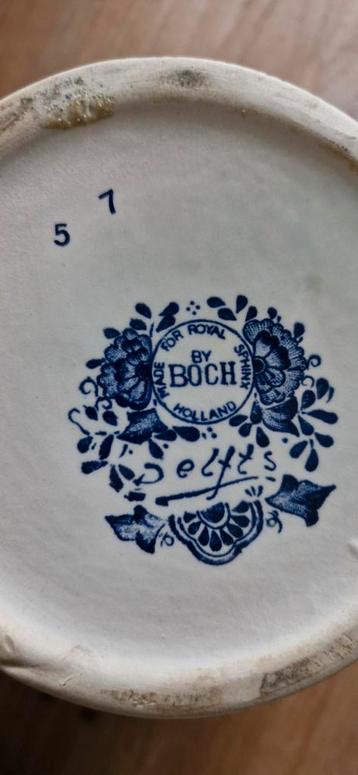 7
5
MADE FOR ROYAL SPHINX
BY
BOCH
HOLLAND
Delfts